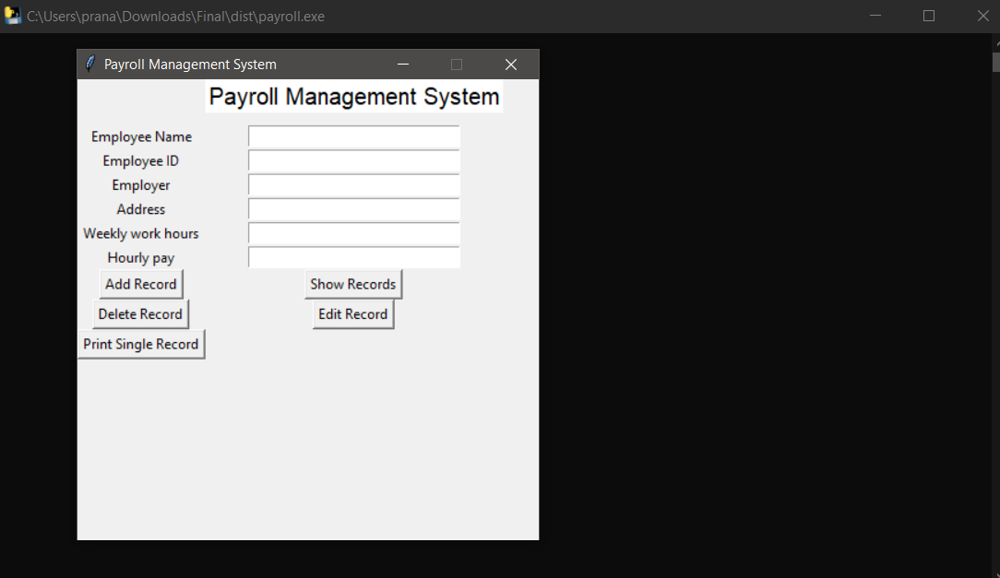 C:\Users\prana\Downloads\Final\dist\payroll.exe
Payroll Management System
Payroll Management System
Employee Name
Employee ID
Employer
Address
Weekly work hours
Hourly pay
Add Record Show Records
Delete Record Edit Record
Print Single Record